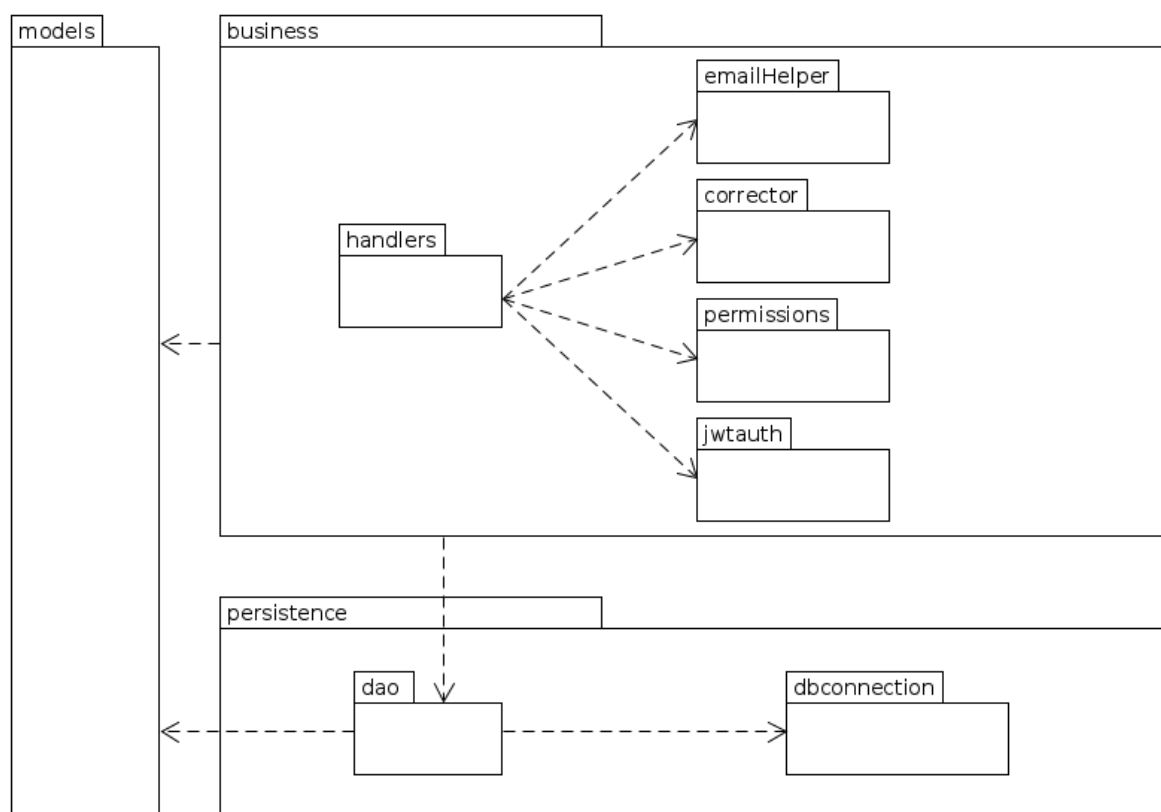 models
business
emailHelper
corrector
handlers
permissions
jwtauth
persistence
dao
dbconnection